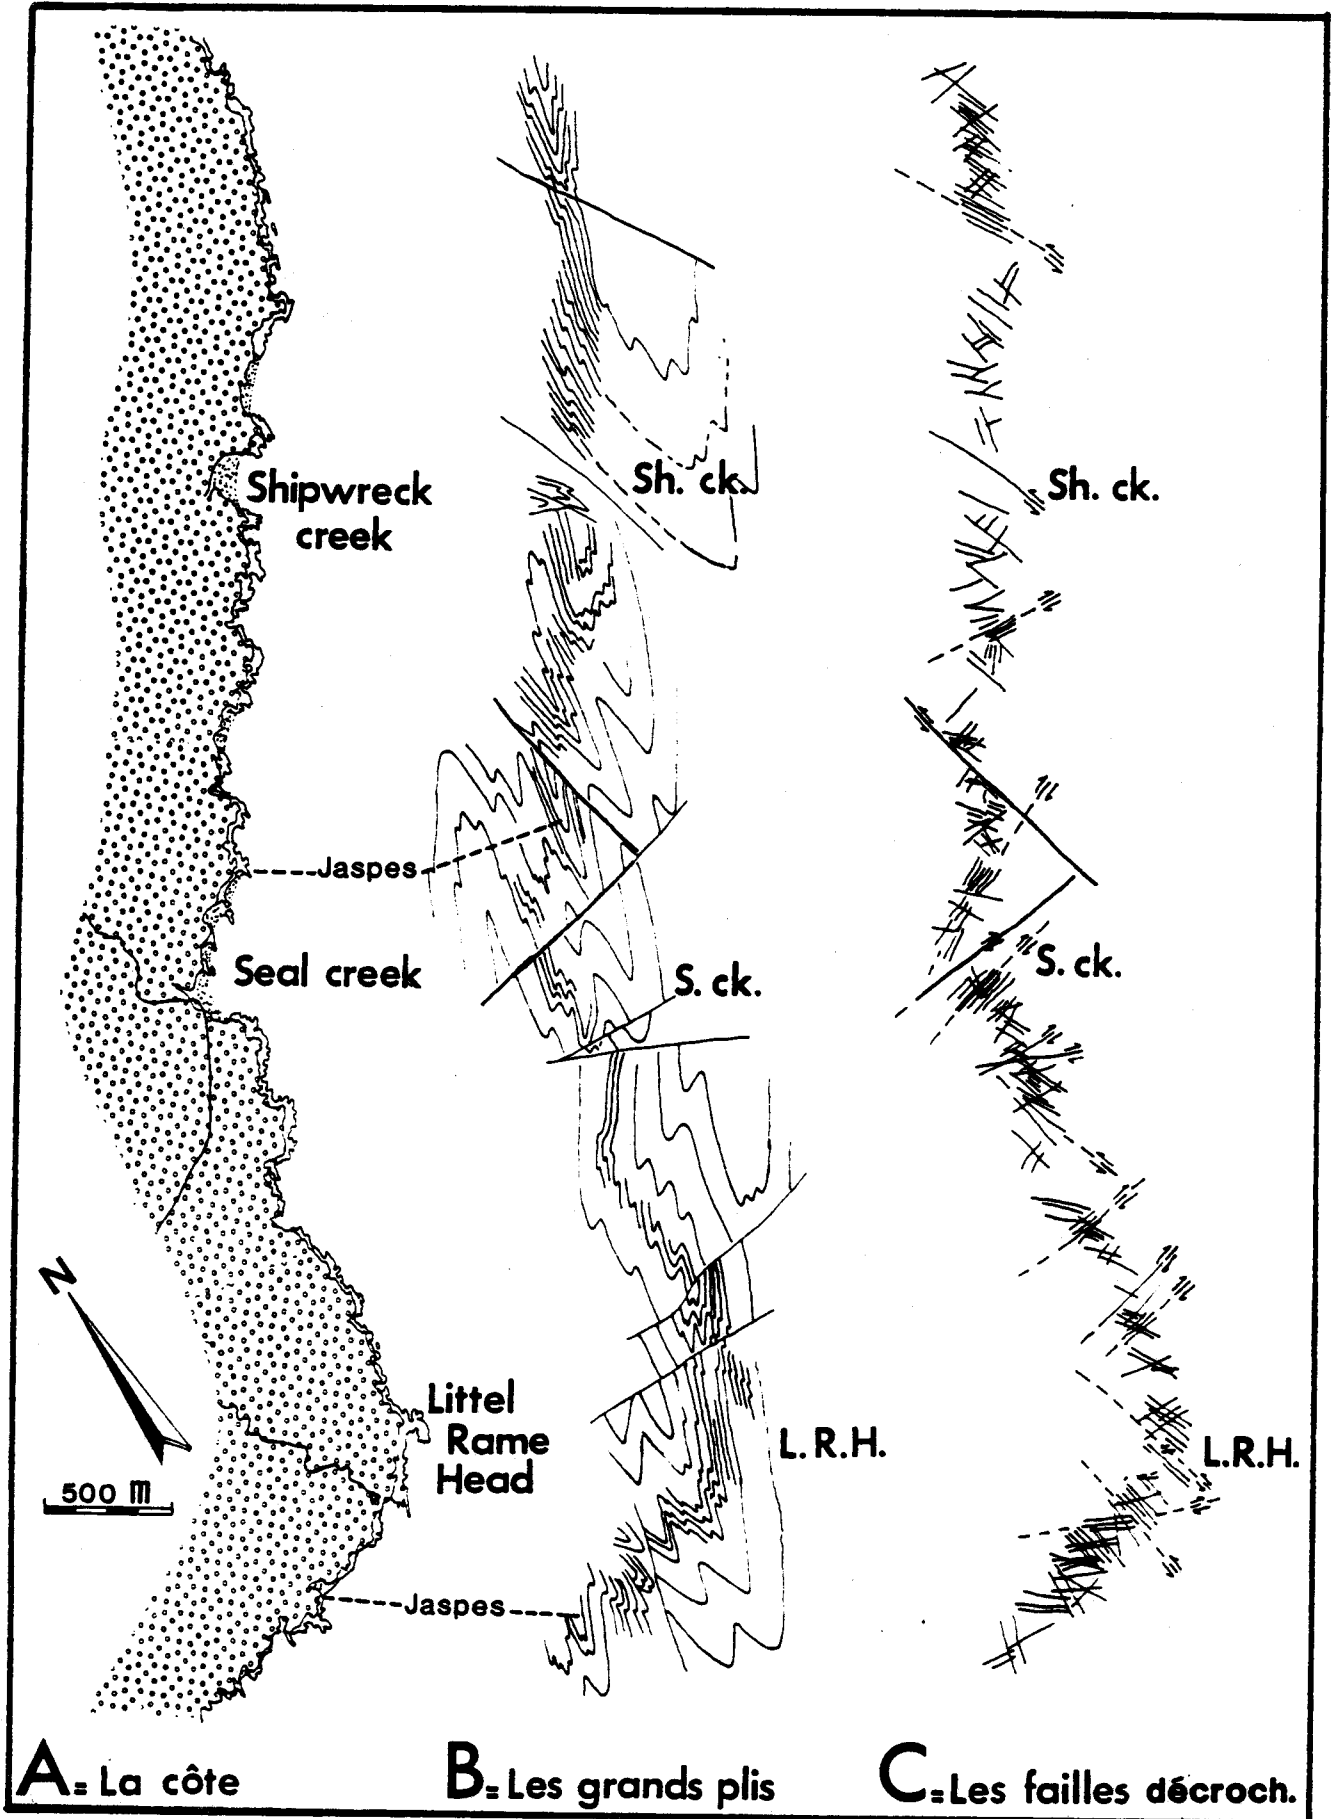 Shipwreck
creek
Sh. ck.
Sh. ck.
Jaspes
Seal creek
S. ck.
S. ck.
N
500 m
Littel
Rame
Head
L.R.H.
L.R.H.
Jaspes
A = La côte
B = Les grands plis
C = Les failles décroch.